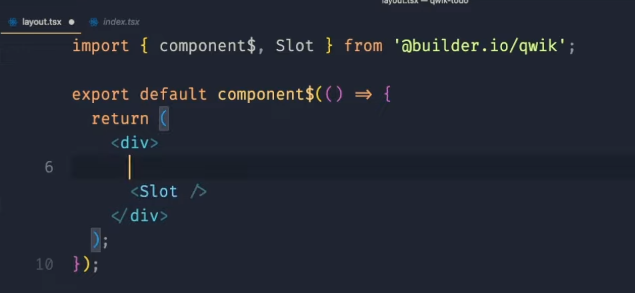 layout.tsx — qwik-todo
layout.tsx ● index.tsx
import { component$, Slot } from '@builder.io/qwik';
export default component$(() => {
return (
<div>
6
<Slot />
</div>
);
10 });